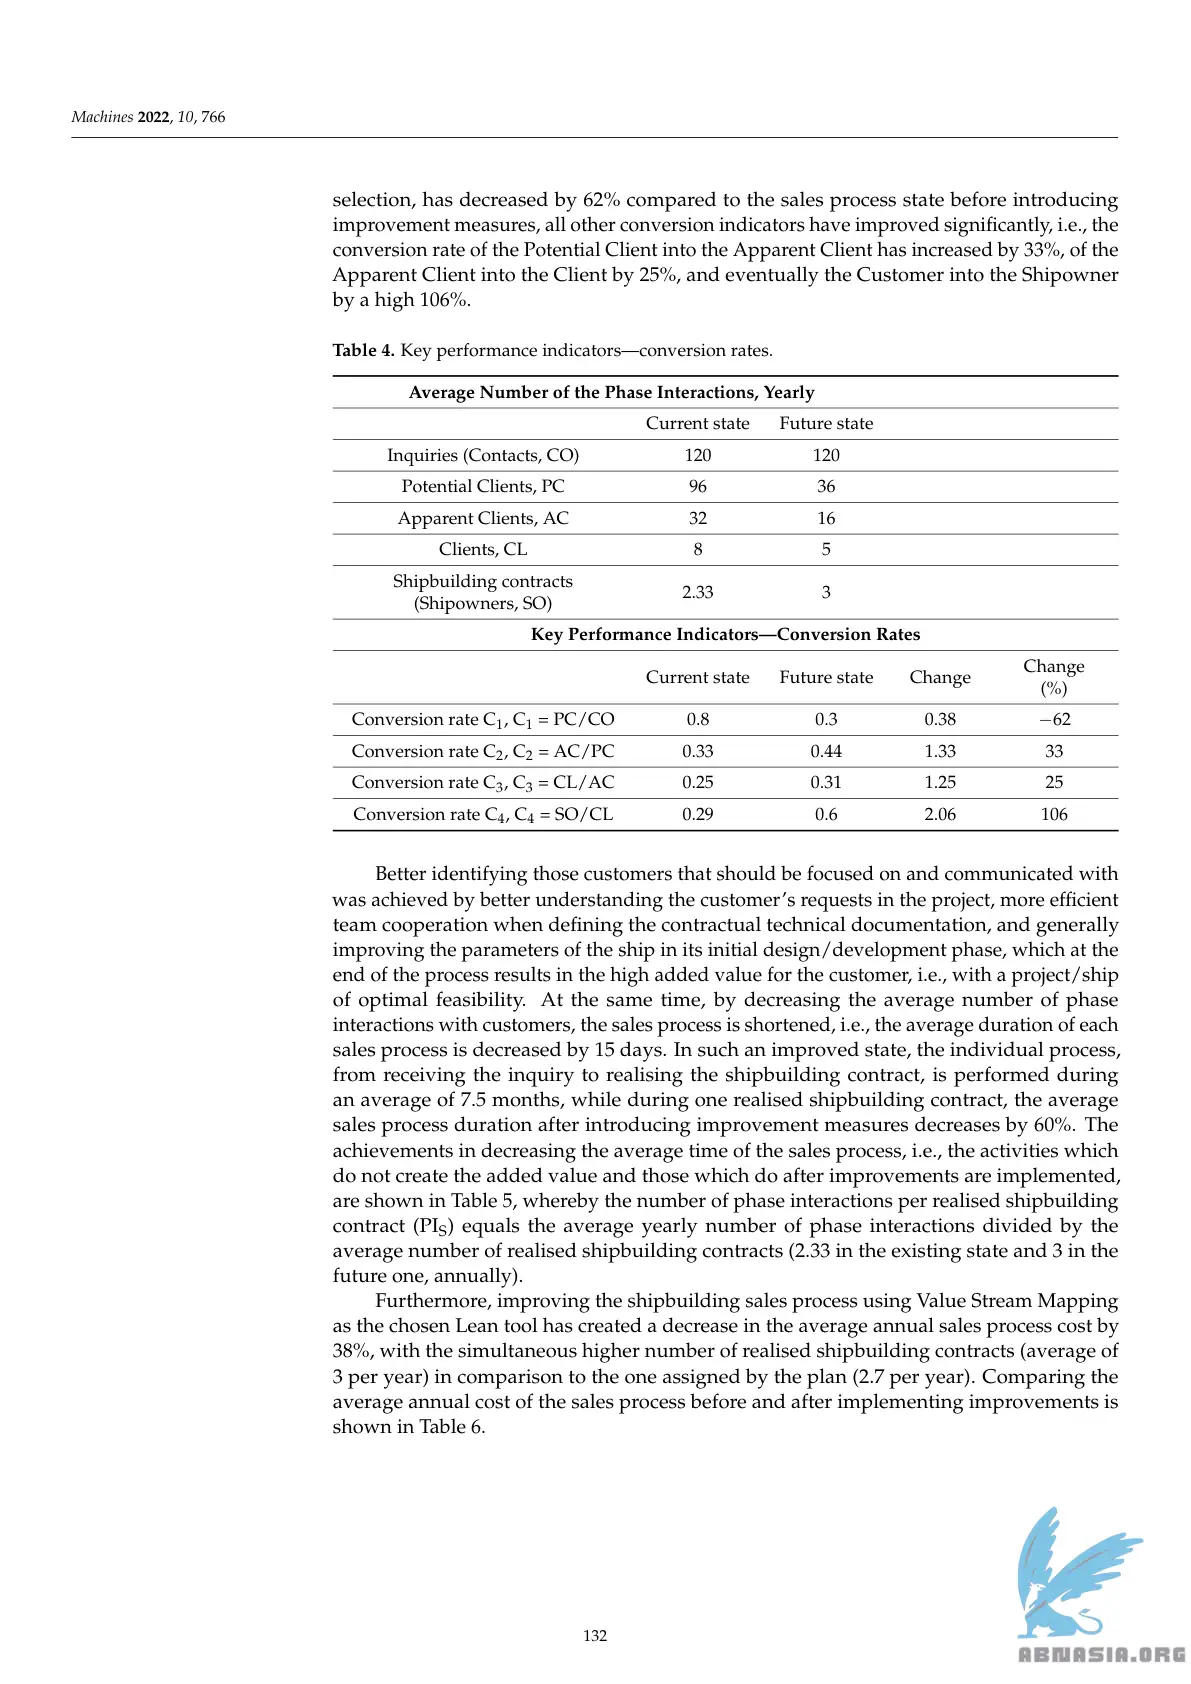 Machines 2022, 10, 766
selection, has decreased by 62% compared to the sales process state before introducing
improvement measures, all other conversion indicators have improved significantly, i.e., the
conversion rate of the Potential Client into the Apparent Client has increased by 33%, of the
Apparent Client into the Client by 25%, and eventually the Customer into the Shipowner
by a high 106%.
Table 4. Key performance indicators—conversion rates.
Average Number of the Phase Interactions, Yearly
Current state Future state
Inquiries (Contacts, CO) 120 120
Potential Clients, PC 96 36
Apparent Clients, AC 32 16
Clients, CL 8 5
Shipbuilding contracts
(Shipowners, SO) 2.33 3
Key Performance Indicators—Conversion Rates
Current state Future state Change Change
(%)
Conversion rate C1, C1 = PC/CO 0.8 0.3 0.38 −62
Conversion rate C2, C2 = AC/PC 0.33 0.44 1.33 33
Conversion rate C3, C3 = CL/AC 0.25 0.31 1.25 25
Conversion rate C4, C4 = SO/CL 0.29 0.6 2.06 106
Better identifying those customers that should be focused on and communicated with
was achieved by better understanding the customer's requests in the project, more efficient
team cooperation when defining the contractual technical documentation, and generally
improving the parameters of the ship in its initial design/development phase, which at the
end of the process results in the high added value for the customer, i.e., with a project/ship
of optimal feasibility. At the same time, by decreasing the average number of phase
interactions with customers, the sales process is shortened, i.e., the average duration of each
sales process is decreased by 15 days. In such an improved state, the individual process,
from receiving the inquiry to realising the shipbuilding contract, is performed during
an average of 7.5 months, while during one realised shipbuilding contract, the average
sales process duration after introducing improvement measures decreases by 60%. The
achievements in decreasing the average time of the sales process, i.e., the activities which
do not create the added value and those which do after improvements are implemented,
are shown in Table 5, whereby the number of phase interactions per realised shipbuilding
contract (PIS) equals the average yearly number of phase interactions divided by the
average number of realised shipbuilding contracts (2.33 in the existing state and 3 in the
future one, annually).
Furthermore, improving the shipbuilding sales process using Value Stream Mapping
as the chosen Lean tool has created a decrease in the average annual sales process cost by
38%, with the simultaneous higher number of realised shipbuilding contracts (average of
3 per year) in comparison to the one assigned by the plan (2.7 per year). Comparing the
average annual cost of the sales process before and after implementing improvements is
shown in Table 6.
132
ABNASIA.ORG